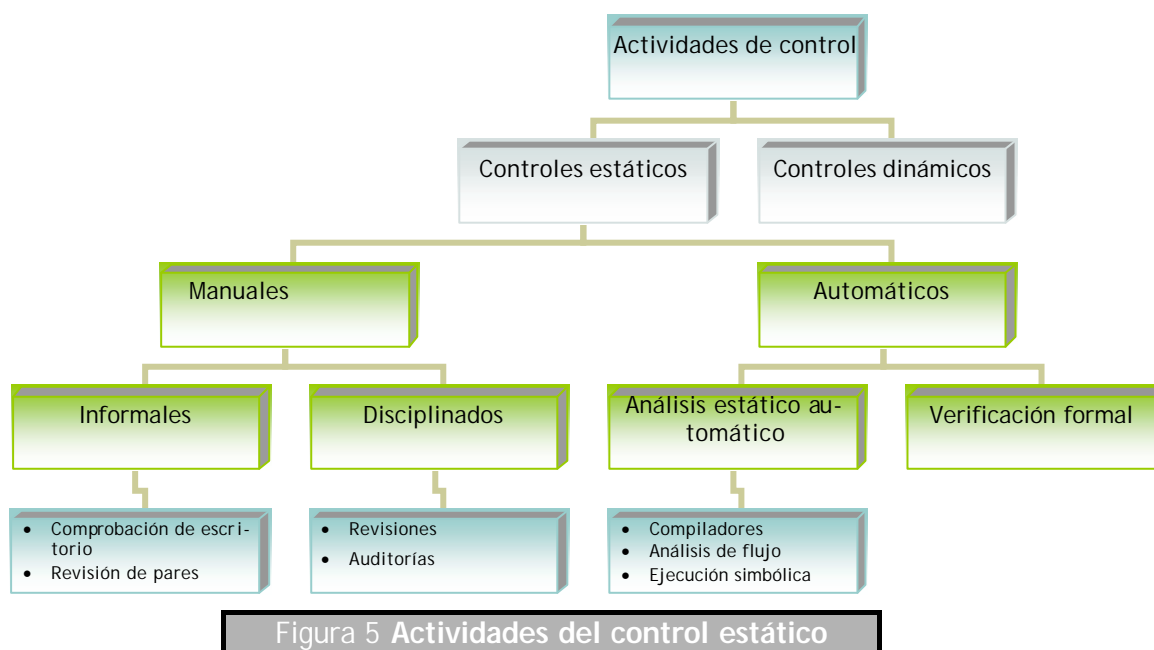 Actividades de control
Controles estáticos
Controles dinámicos
Manuales
Automáticos
Informales
Disciplinados
Análisis estático au-
tomático
Verificación formal
• Comprobación de escri-
torio
• Revisión de pares
• Revisiones
• Auditorías
• Compiladores
• Análisis de flujo
• Ejecución simbólica
Figura 5 Actividades del control estático